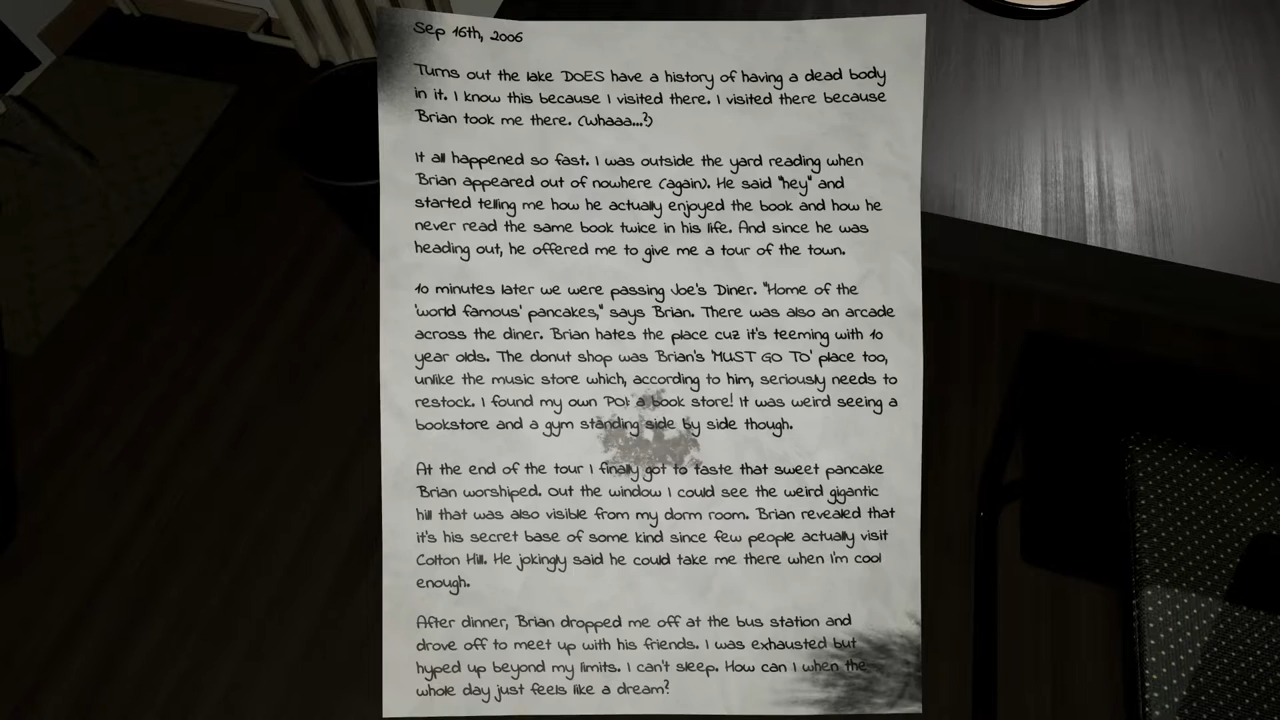 Sep 16th, 2006
Turns out the lake DOES have a history of having a dead body
in it. I know this because I visited there. I visited there because
Brian took me there. (whaaa...?)
It all happened so fast. I was outside the yard reading when
Brian appeared out of nowhere (again). He said "hey" and
started telling me how he actually enjoyed the book and how he
never read the same book twice in his life. And since he was
heading out, he offered me to give me a tour of the town.
10 minutes later we were passing Joe's Diner. "Home of the
'world famous' pancakes," says Brian. There was also an arcade
across the diner. Brian hates the place cuz it's teeming with 10
year olds. The donut shop was Brian's 'MUST GO TO' place too,
unlike the music store which, according to him, seriously needs to
restock. I found my own POI: a book store! It was weird seeing a
bookstore and a gym standing side by side though.
At the end of the tour I finally got to taste that sweet pancake
Brian worshiped. Out the window I could see the weird gigantic
hill that was also visible from my dorm room. Brian revealed that
it's his secret base of some kind since few people actually visit
Colton Hill. He jokingly said he could take me there when I'm cool
enough.
After dinner, Brian dropped me off at the bus station and
drove off to meet up with his friends. I was exhausted but
hyped up beyond my limits. I can't sleep. How can I when the
whole day just feels like a dream?